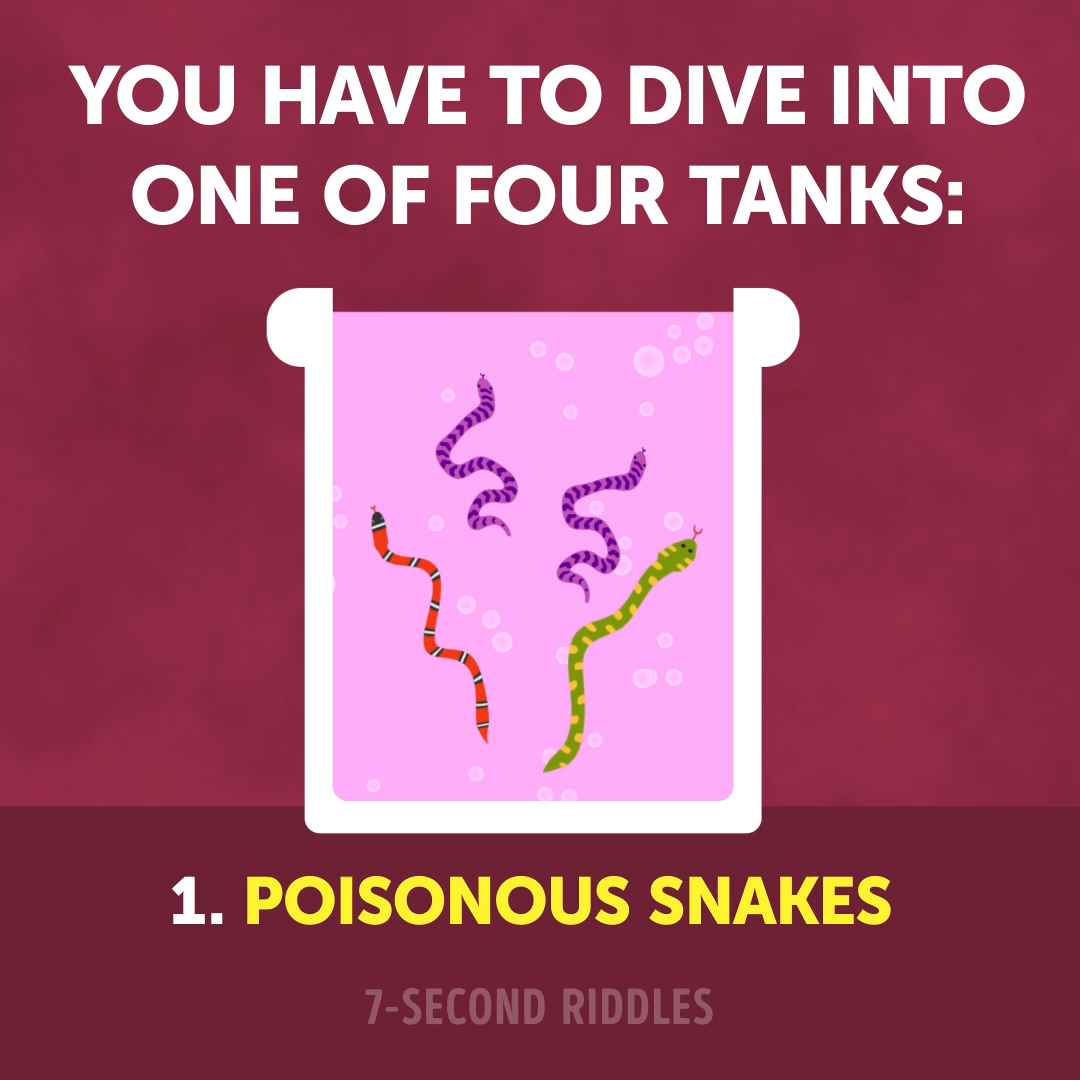 YOU HAVE TO DIVE INTO
ONE OF FOUR TANKS:
1. POISONOUS SNAKES
7-SECOND RIDDLES